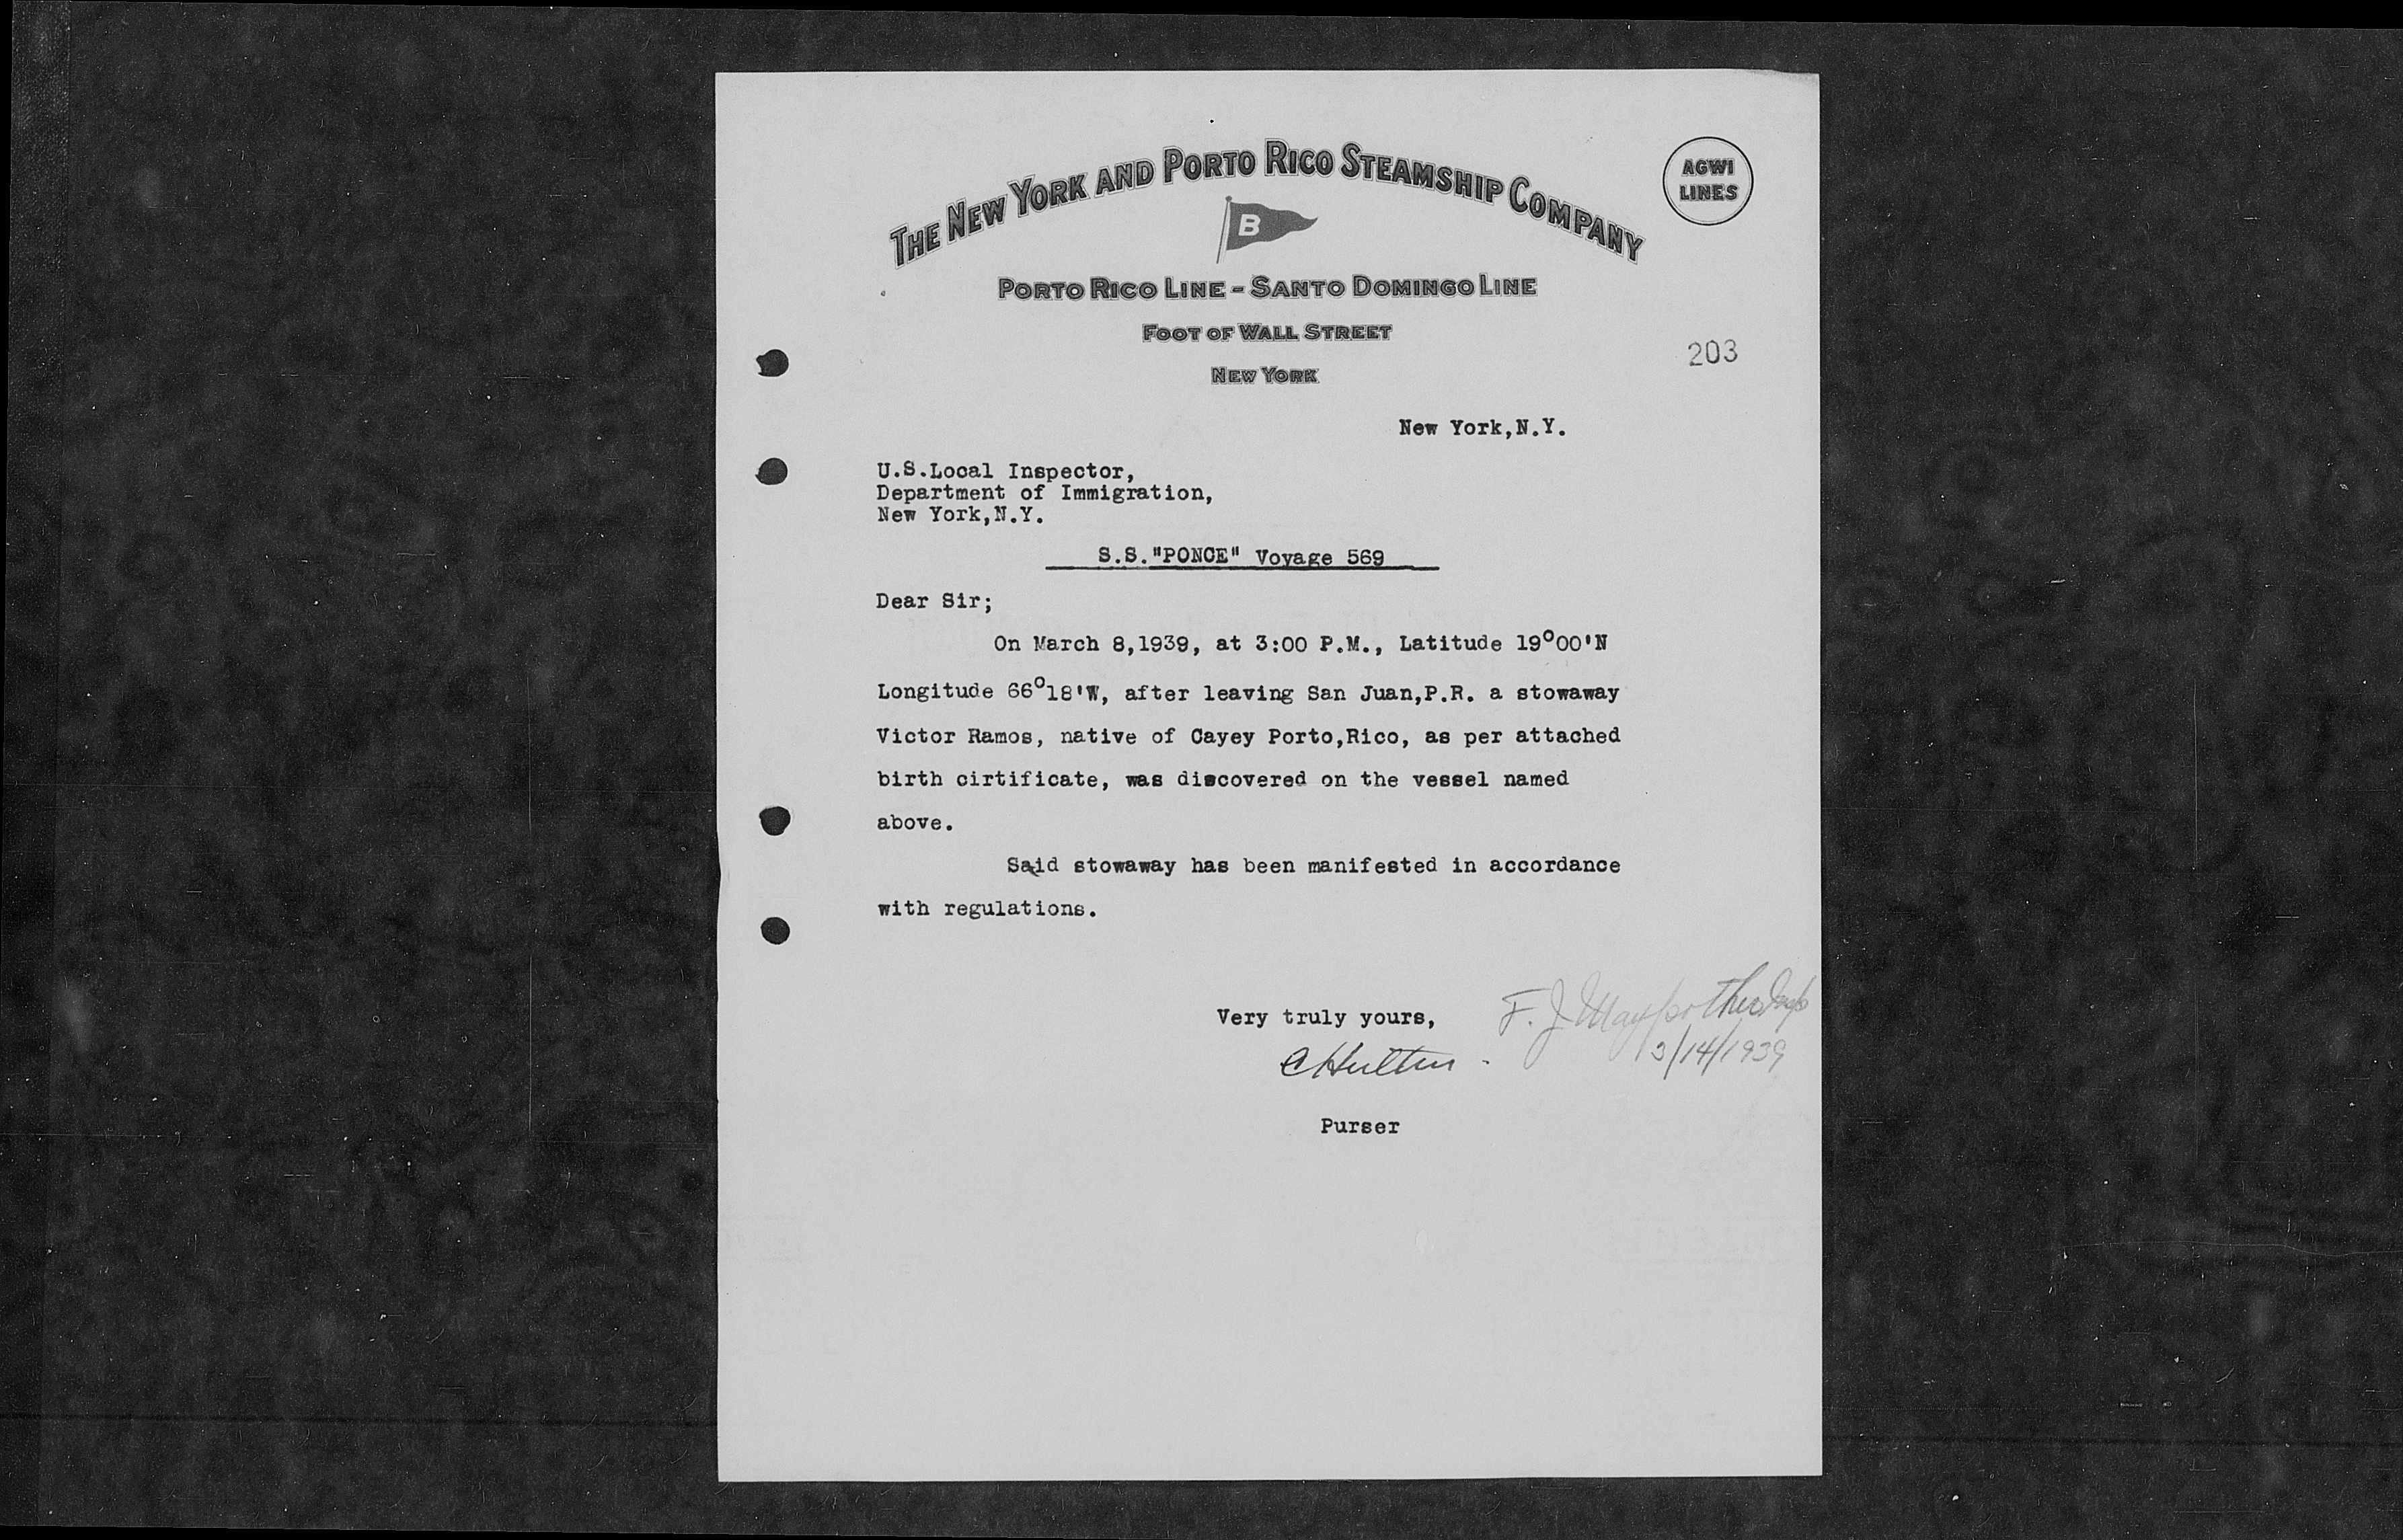 THE NEW YORK AND PORTO RICO STEAMSHIP COMPANY
AGWI
LINES
B
PORTO RICO LINE - SANTO DOMINGO LINE
FOOT OF WALL STREET
203
NEW YORK
New York,N.Y.
U.S.Local Inspector,
Department of Immigration,
New York,N.Y.
S.S."PONCE" Voyage 569
Dear Sir;
On March 8,1939, at 3:00 P.M., Latitude 19°00'N
Longitude 66°18'W, after leaving San Juan,P.R. a stowaway
Victor Ramos, native of Cayey Porto,Rico, as per attached
birth cirtificate, was discovered on the vessel named
above.
Said stowaway has been manifested in accordance
with regulations.
Very truly yours,
F. J.
3/14/1939
Purser